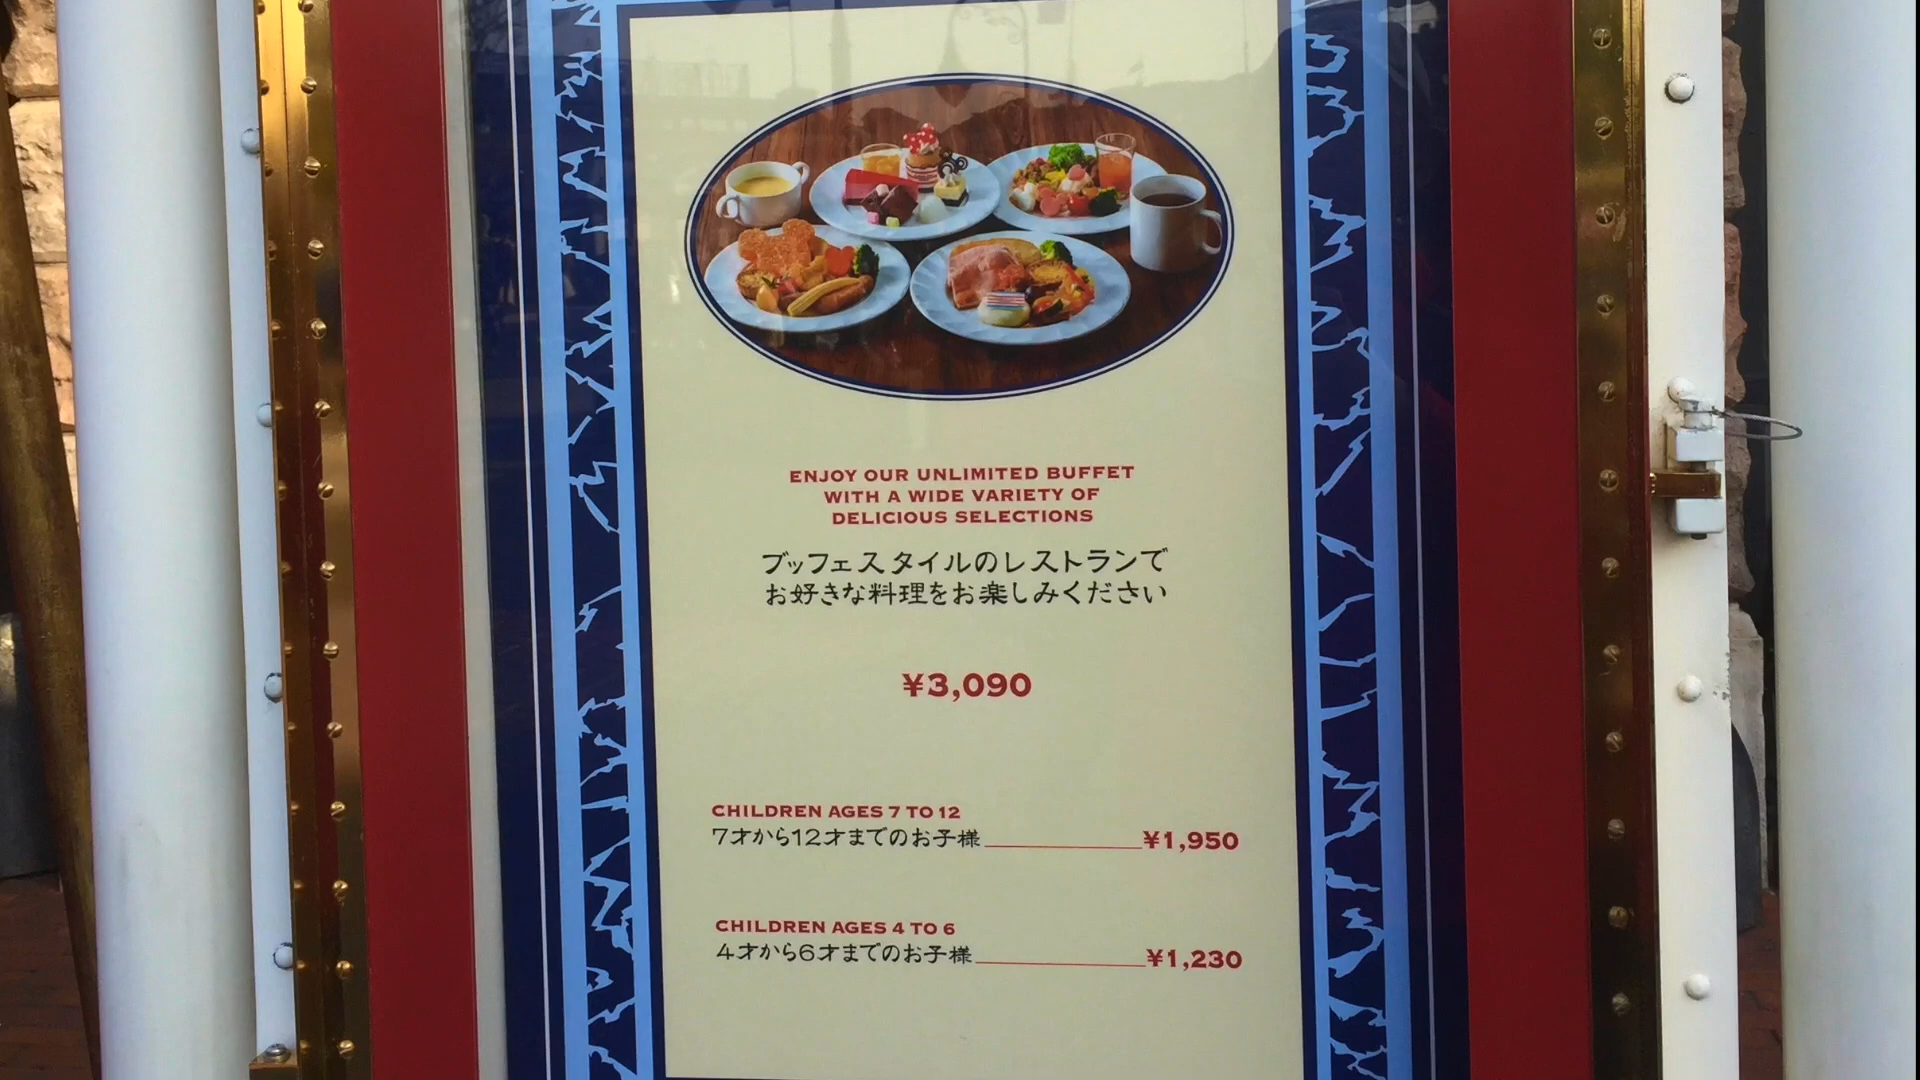 ENJOY OUR UNLIMITED BUFFET
WITH A WIDE VARIETY OF
DELICIOUS SELECTIONS
ブッフェスタイルのレストランで
お好きな料理をお楽しみください
¥3,090
CHILDREN AGES 7 TO 12
7才から12才までのお子様 ¥1,950
CHILDREN AGES 4 TO 6
4才から6才までのお子様 ¥1,230